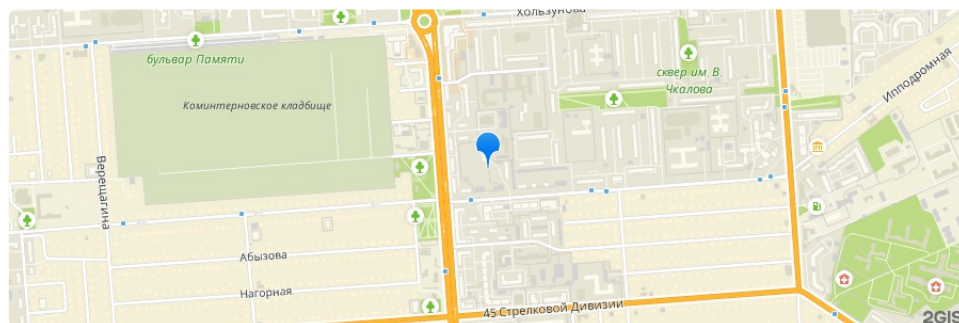 Хользунова
бульвар Памяти
сквер им. В.
Чкалова
Ипподромная
Коминтерновское кладбище
Верещагина
Абызова
Нагорная
45 Стрелковой Дивизии
2GIS